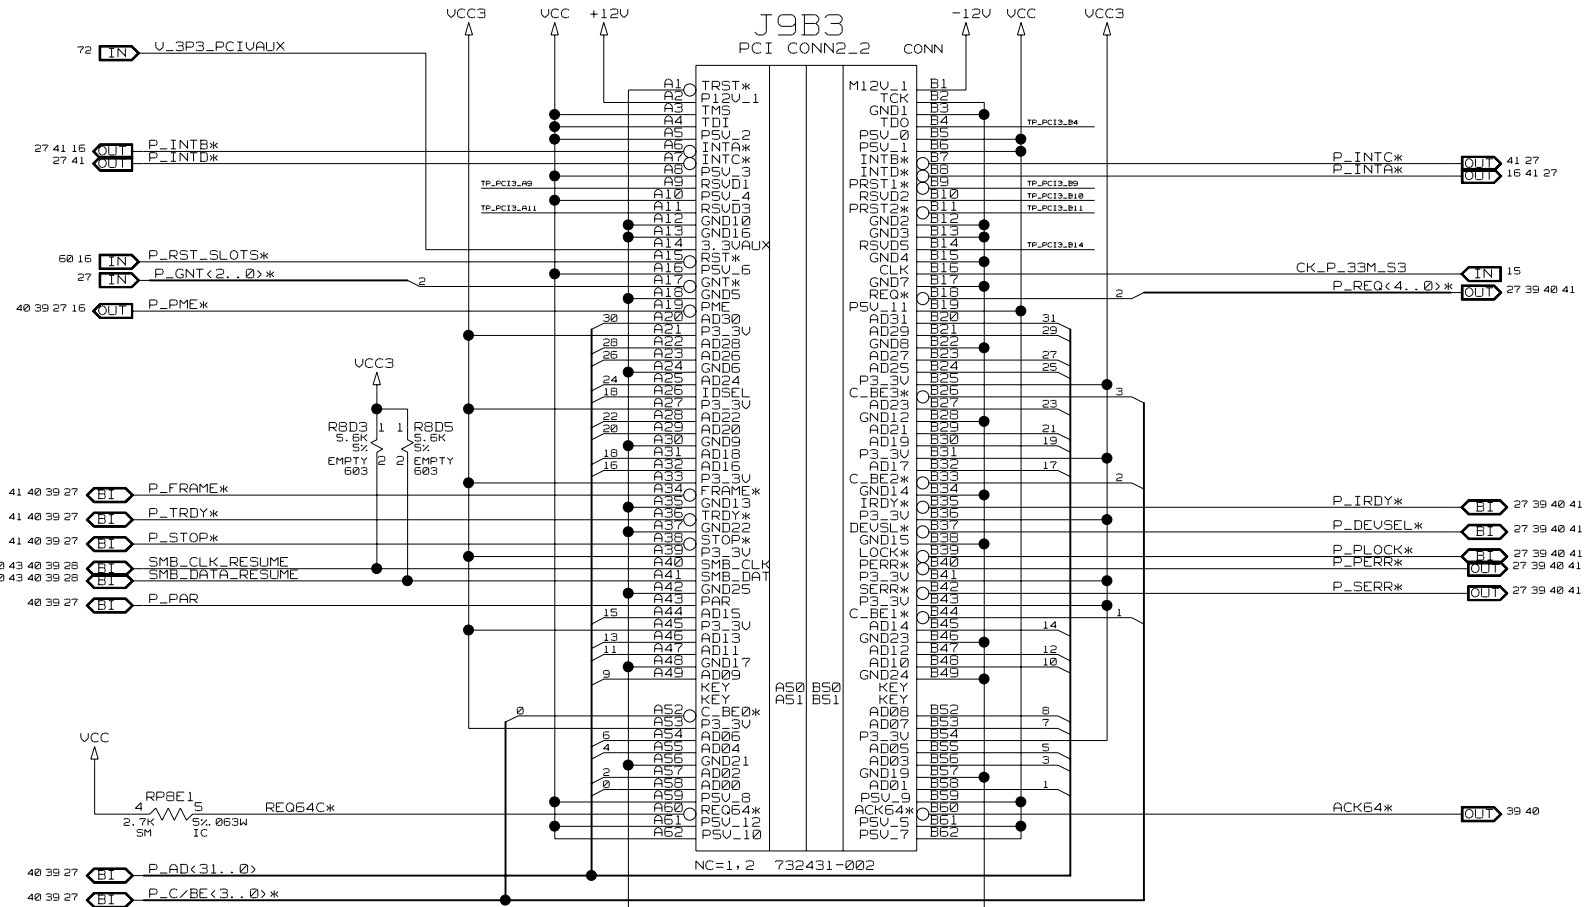 VCC3 VCC +12V J9B3 -12V VCC VCC3
PCI CONN2_2 CONN
72 IN V_3P3_PCIVAUX
A1 TRST* M12V_1 B1
A2 P12V_1 TCK B2
A3 TMS GND1 B3
A4 TDI TDO B4 TP_PCI3_B4
A5 P5V_2 P5V_0 B5
27 41 16 OUT P_INTB* A6 INTA* P5V_1 B6
27 41 OUT P_INTD* A7 INTC* INTB* B7 P_INTC* OUT 41 27
A8 P5V_3 INTD* B8 P_INTA* OUT 16 41 27
TP_PCI3_A9 A9 RSVD1 PRST1* B9 TP_PCI3_B9
A10 P5V_4 RSVD2 B10 TP_PCI3_B10
TP_PCI3_A11 A11 RSVD3 PRST2* B11 TP_PCI3_B11
A12 GND10 GND2 B12
A13 GND16 GND3 B13
A14 3.3VAUX RSVD5 B14 TP_PCI3_B14
60 16 IN P_RST_SLOTS* A15 RST* GND4 B15
A16 P5V_6 CLK B16 CK_P_33M_S3 IN 15
27 IN P_GNT<2..0>* 2 A17 GNT* GND7 B17
A18 GND5 REQ* B18 2 P_REQ<4..0>* OUT 27 39 40 41
40 39 27 16 OUT P_PME* A19 PME P5V_11 B19
30 A20 AD30 AD31 B20 31
A21 P3_3V AD29 B21 29
28 A22 AD28 GND8 B22
26 A23 AD26 AD27 B23 27
A24 GND6 AD25 B24 25
VCC3
24 A25 AD24 P3_3V B25
18 A26 IDSEL C_BE3* B26 3
A27 P3_3V AD23 B27 23
22 A28 AD22 GND12 B28
20 A29 AD20 AD21 B29 21
R8D3 1 1 R8D5
5.6K 5.6K
5% 5%
EMPTY 2 2 EMPTY
603 603
A30 GND9 AD19 B30 19
18 A31 AD18 P3_3V B31
16 A32 AD16 AD17 B32 17
A33 P3_3V C_BE2* B33 2
41 40 39 27 BI P_FRAME* A34 FRAME* GND14 B34
A35 GND13 IRDY* B35 P_IRDY* BI 27 39 40 41
41 40 39 27 BI P_TRDY* A36 TRDY* P3_3V B36
A37 GND22 DEVSL* B37 P_DEVSEL* BI 27 39 40 41
41 40 39 27 BI P_STOP* A38 STOP* GND15 B38
A39 P3_3V LOCK* B39 P_PLOCK* BI 27 39 40 41
0 43 40 39 28 BI SMB_CLK_RESUME A40 SMB_CLK PERR* B40 P_PERR* OUT 27 39 40 41
0 43 40 39 28 BI SMB_DATA_RESUME A41 SMB_DAT P3_3V B41
A42 GND25 SERR* B42 P_SERR* OUT 27 39 40 41
40 39 27 BI P_PAR A43 PAR P3_3V B43
15 A44 AD15 C_BE1* B44 1
A45 P3_3V AD14 B45 14
13 A46 AD13 GND23 B46
11 A47 AD11 AD12 B47 12
A48 GND17 AD10 B48 10
9 A49 AD09 GND24 B49
KEY A50 B50 KEY
KEY A51 B51 KEY
0 A52 C_BE0* AD08 B52 8
A53 P3_3V AD07 B53 7
6 A54 AD06 P3_3V B54
VCC
4 A55 AD04 AD05 B55 5
A56 GND21 AD03 B56 3
2 A57 AD02 GND19 B57
0 A58 AD00 AD01 B58 1
A59 P5V_8 P5V_9 B59
RP8E1
4 5 REQ64C* A60 REQ64* ACK64* B60 ACK64* OUT 39 40
2.7K 5%.063W A61 P5V_12 P5V_5 B61
SM IC A62 P5V_10 P5V_7 B62
NC=1,2 732431-002
40 39 27 BI P_AD<31..0>
40 39 27 BI P_C/BE<3..0>*